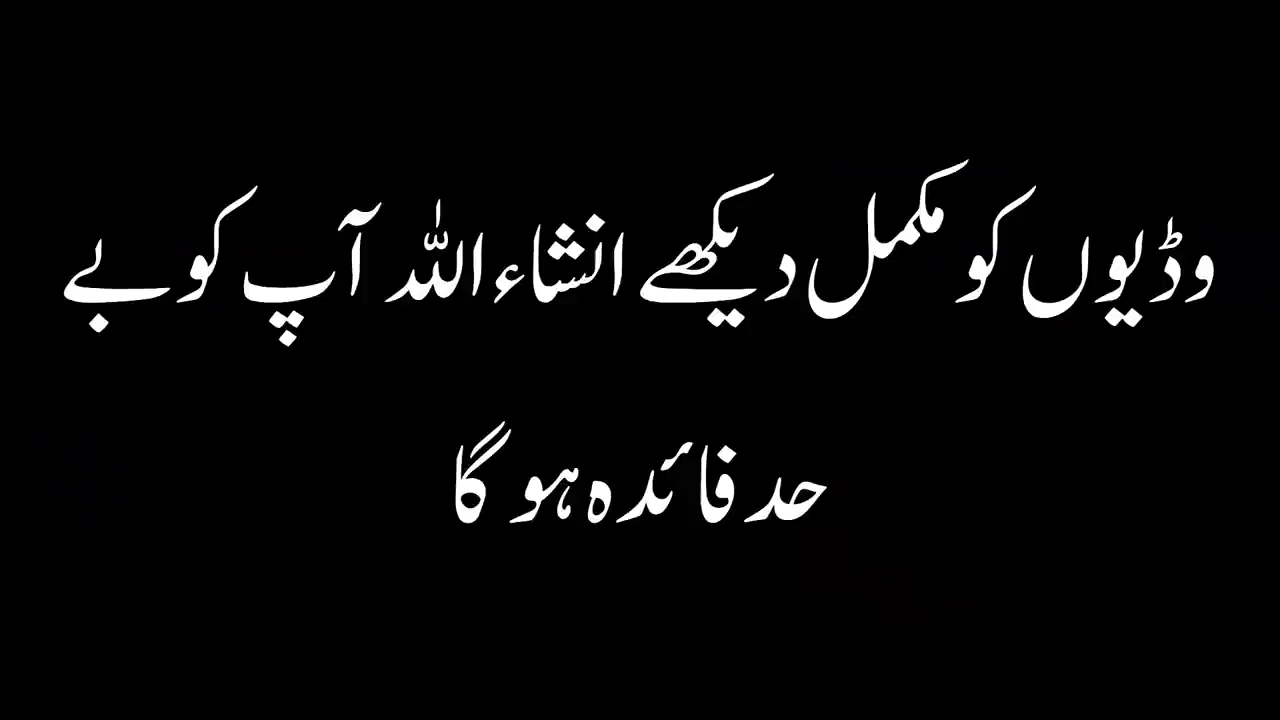 وڈیوں کو مکمل دیکھے انشاء اللہ آپ کو بے
حد فائدہ ہو گا